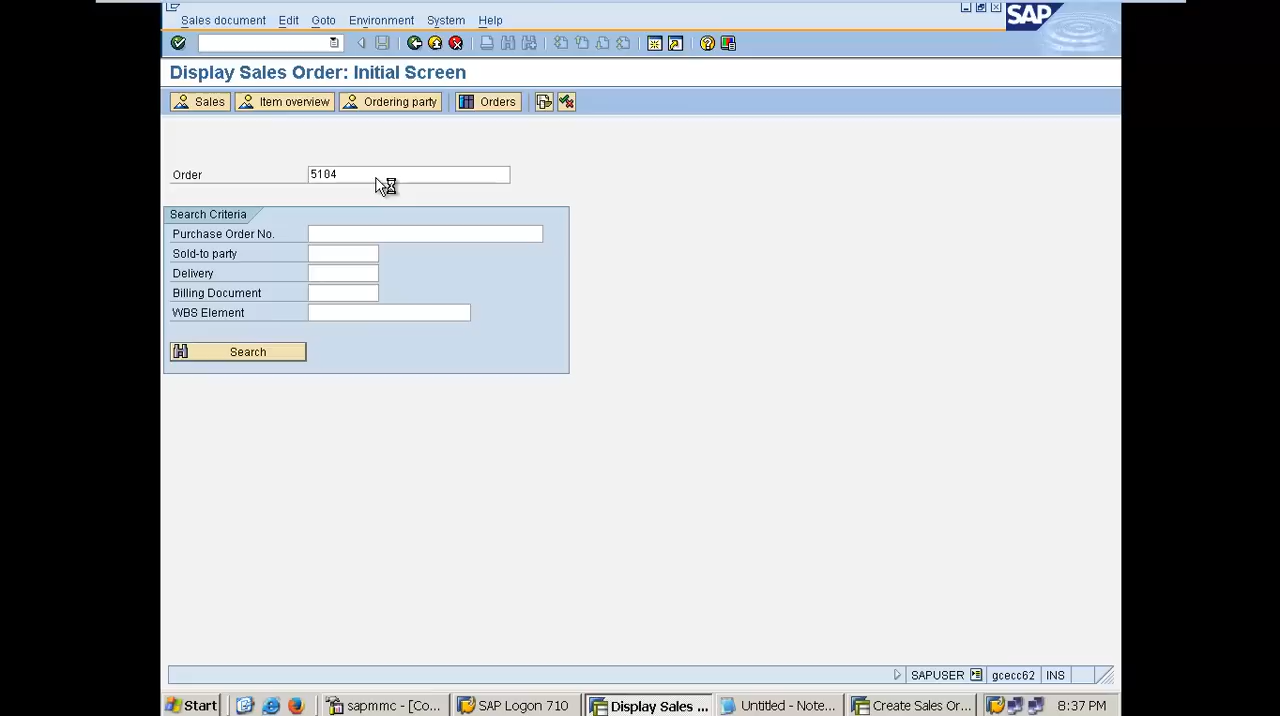 Sales document Edit Goto Environment System Help
SAP
Display Sales Order: Initial Screen
Sales Item overview Ordering party Orders
Order 5104
Search Criteria
Purchase Order No.
Sold-to party
Delivery
Billing Document
WBS Element
Search
SAPUSER gcecc62 INS
Start sapmmc - [Co... SAP Logon 710 Display Sales ... Untitled - Note... Create Sales Or... 8:37 PM